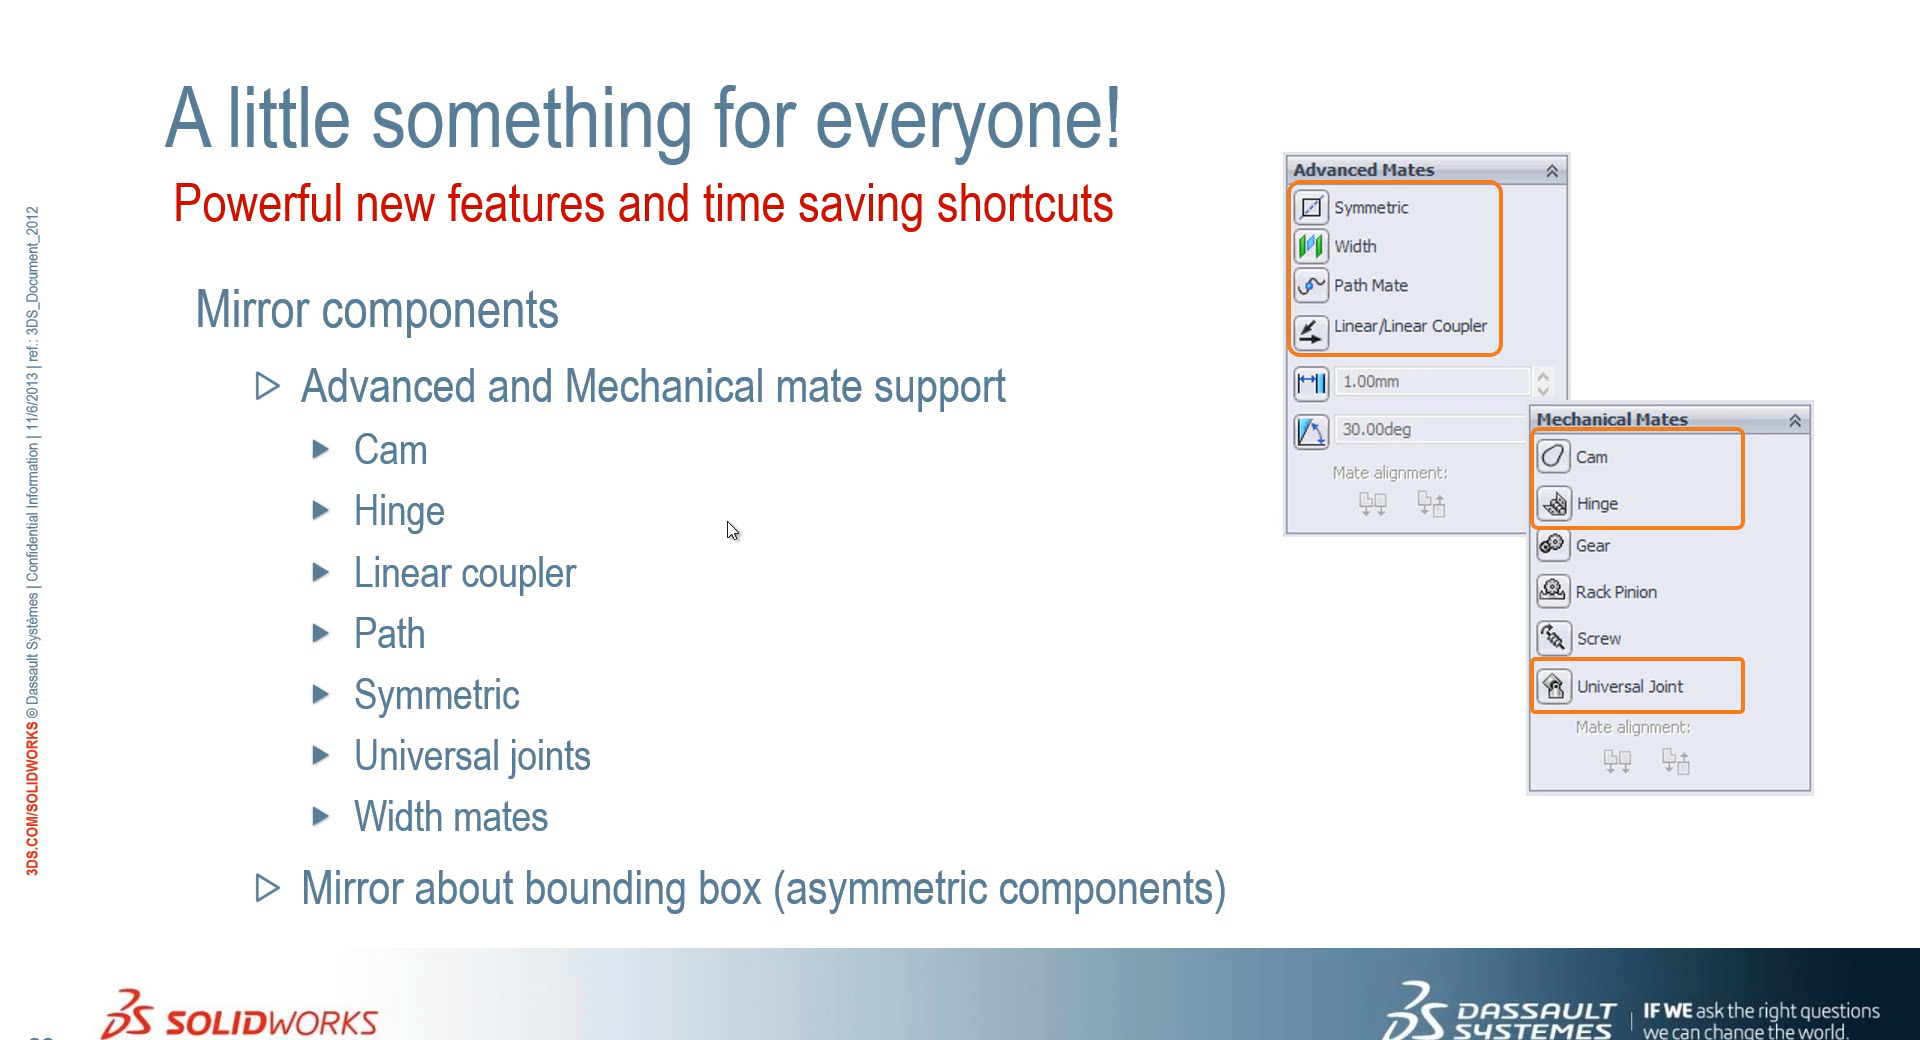 A little something for everyone!
Powerful new features and time saving shortcuts
Mirror components
Advanced and Mechanical mate support
Cam
Hinge
Linear coupler
Path
Symmetric
Universal joints
Width mates
Mirror about bounding box (asymmetric components)
Advanced Mates
Symmetric
Width
Path Mate
Linear/Linear Coupler
1.00mm
30.00deg
Mate alignment:
Mechanical Mates
Cam
Hinge
Gear
Rack Pinion
Screw
Universal Joint
Mate alignment:
3DS.COM/SOLIDWORKS © Dassault Systèmes | Confidential Information | 11/6/2013 | ref.: 3DS_Document_2012
SOLIDWORKS
DASSAULT
SYSTEMES
IF WE ask the right questions
we can change the world.